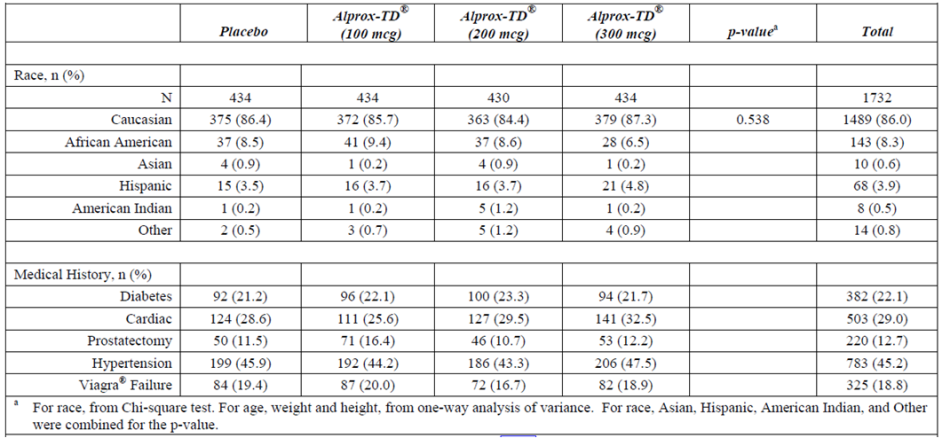 Placebo Alprox-TD® (100 mcg) Alprox-TD® (200 mcg) Alprox-TD® (300 mcg) p-valueᵃ Total
Race, n (%)
N 434 434 430 434 1732
Caucasian 375 (86.4) 372 (85.7) 363 (84.4) 379 (87.3) 0.538 1489 (86.0)
African American 37 (8.5) 41 (9.4) 37 (8.6) 28 (6.5) 143 (8.3)
Asian 4 (0.9) 1 (0.2) 4 (0.9) 1 (0.2) 10 (0.6)
Hispanic 15 (3.5) 16 (3.7) 16 (3.7) 21 (4.8) 68 (3.9)
American Indian 1 (0.2) 1 (0.2) 5 (1.2) 1 (0.2) 8 (0.5)
Other 2 (0.5) 3 (0.7) 5 (1.2) 4 (0.9) 14 (0.8)
Medical History, n (%)
Diabetes 92 (21.2) 96 (22.1) 100 (23.3) 94 (21.7) 382 (22.1)
Cardiac 124 (28.6) 111 (25.6) 127 (29.5) 141 (32.5) 503 (29.0)
Prostatectomy 50 (11.5) 71 (16.4) 46 (10.7) 53 (12.2) 220 (12.7)
Hypertension 199 (45.9) 192 (44.2) 186 (43.3) 206 (47.5) 783 (45.2)
Viagra® Failure 84 (19.4) 87 (20.0) 72 (16.7) 82 (18.9) 325 (18.8)
ᵃ For race, from Chi-square test. For age, weight and height, from one-way analysis of variance. For race, Asian, Hispanic, American Indian, and Other
were combined for the p-value.